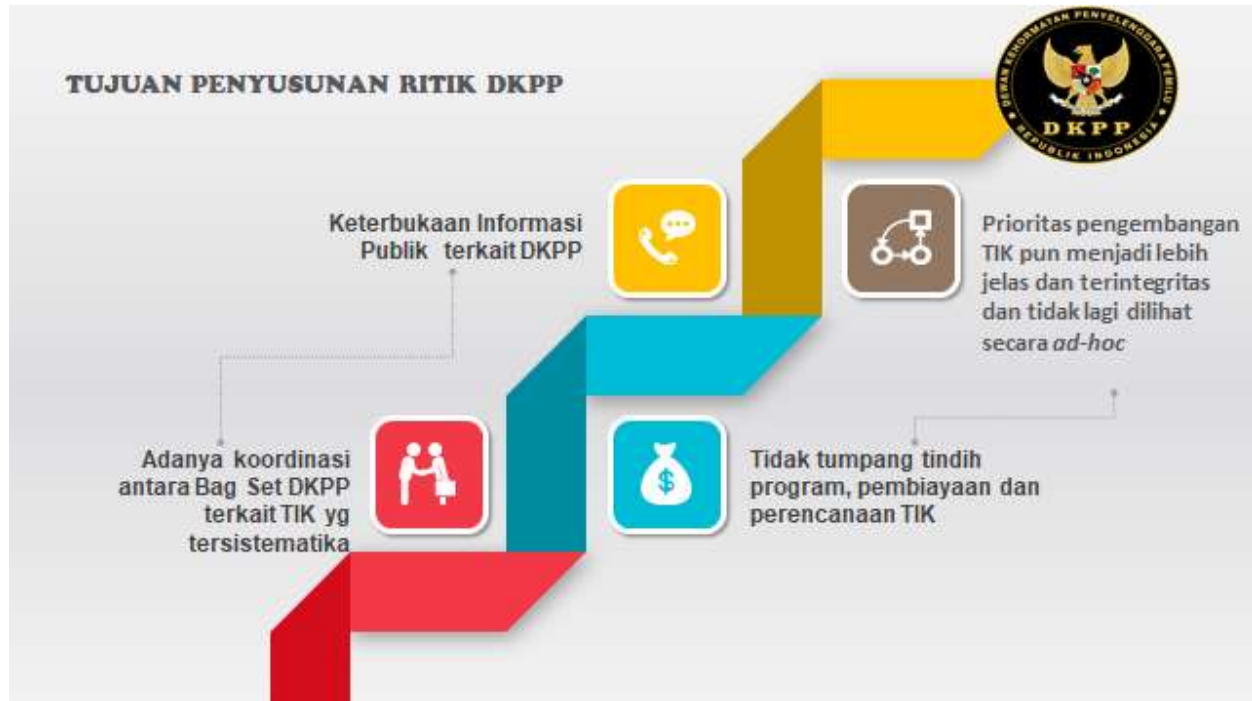 TUJUAN PENYUSUNAN RITIK DKPP
DEWAN KEHORMATAN PENYELENGGARA PEMILU
DKPP
REPUBLIK INDONESIA
Keterbukaan Informasi
Publik terkait DKPP
Prioritas pengembangan
TIK pun menjadi lebih
jelas dan terintegritas
dan tidak lagi dilihat
secara ad-hoc
Adanya koordinasi
antara Bag Set DKPP
terkait TIK yg
tersistematika
$
Tidak tumpang tindih
program, pembiayaan dan
perencanaan TIK